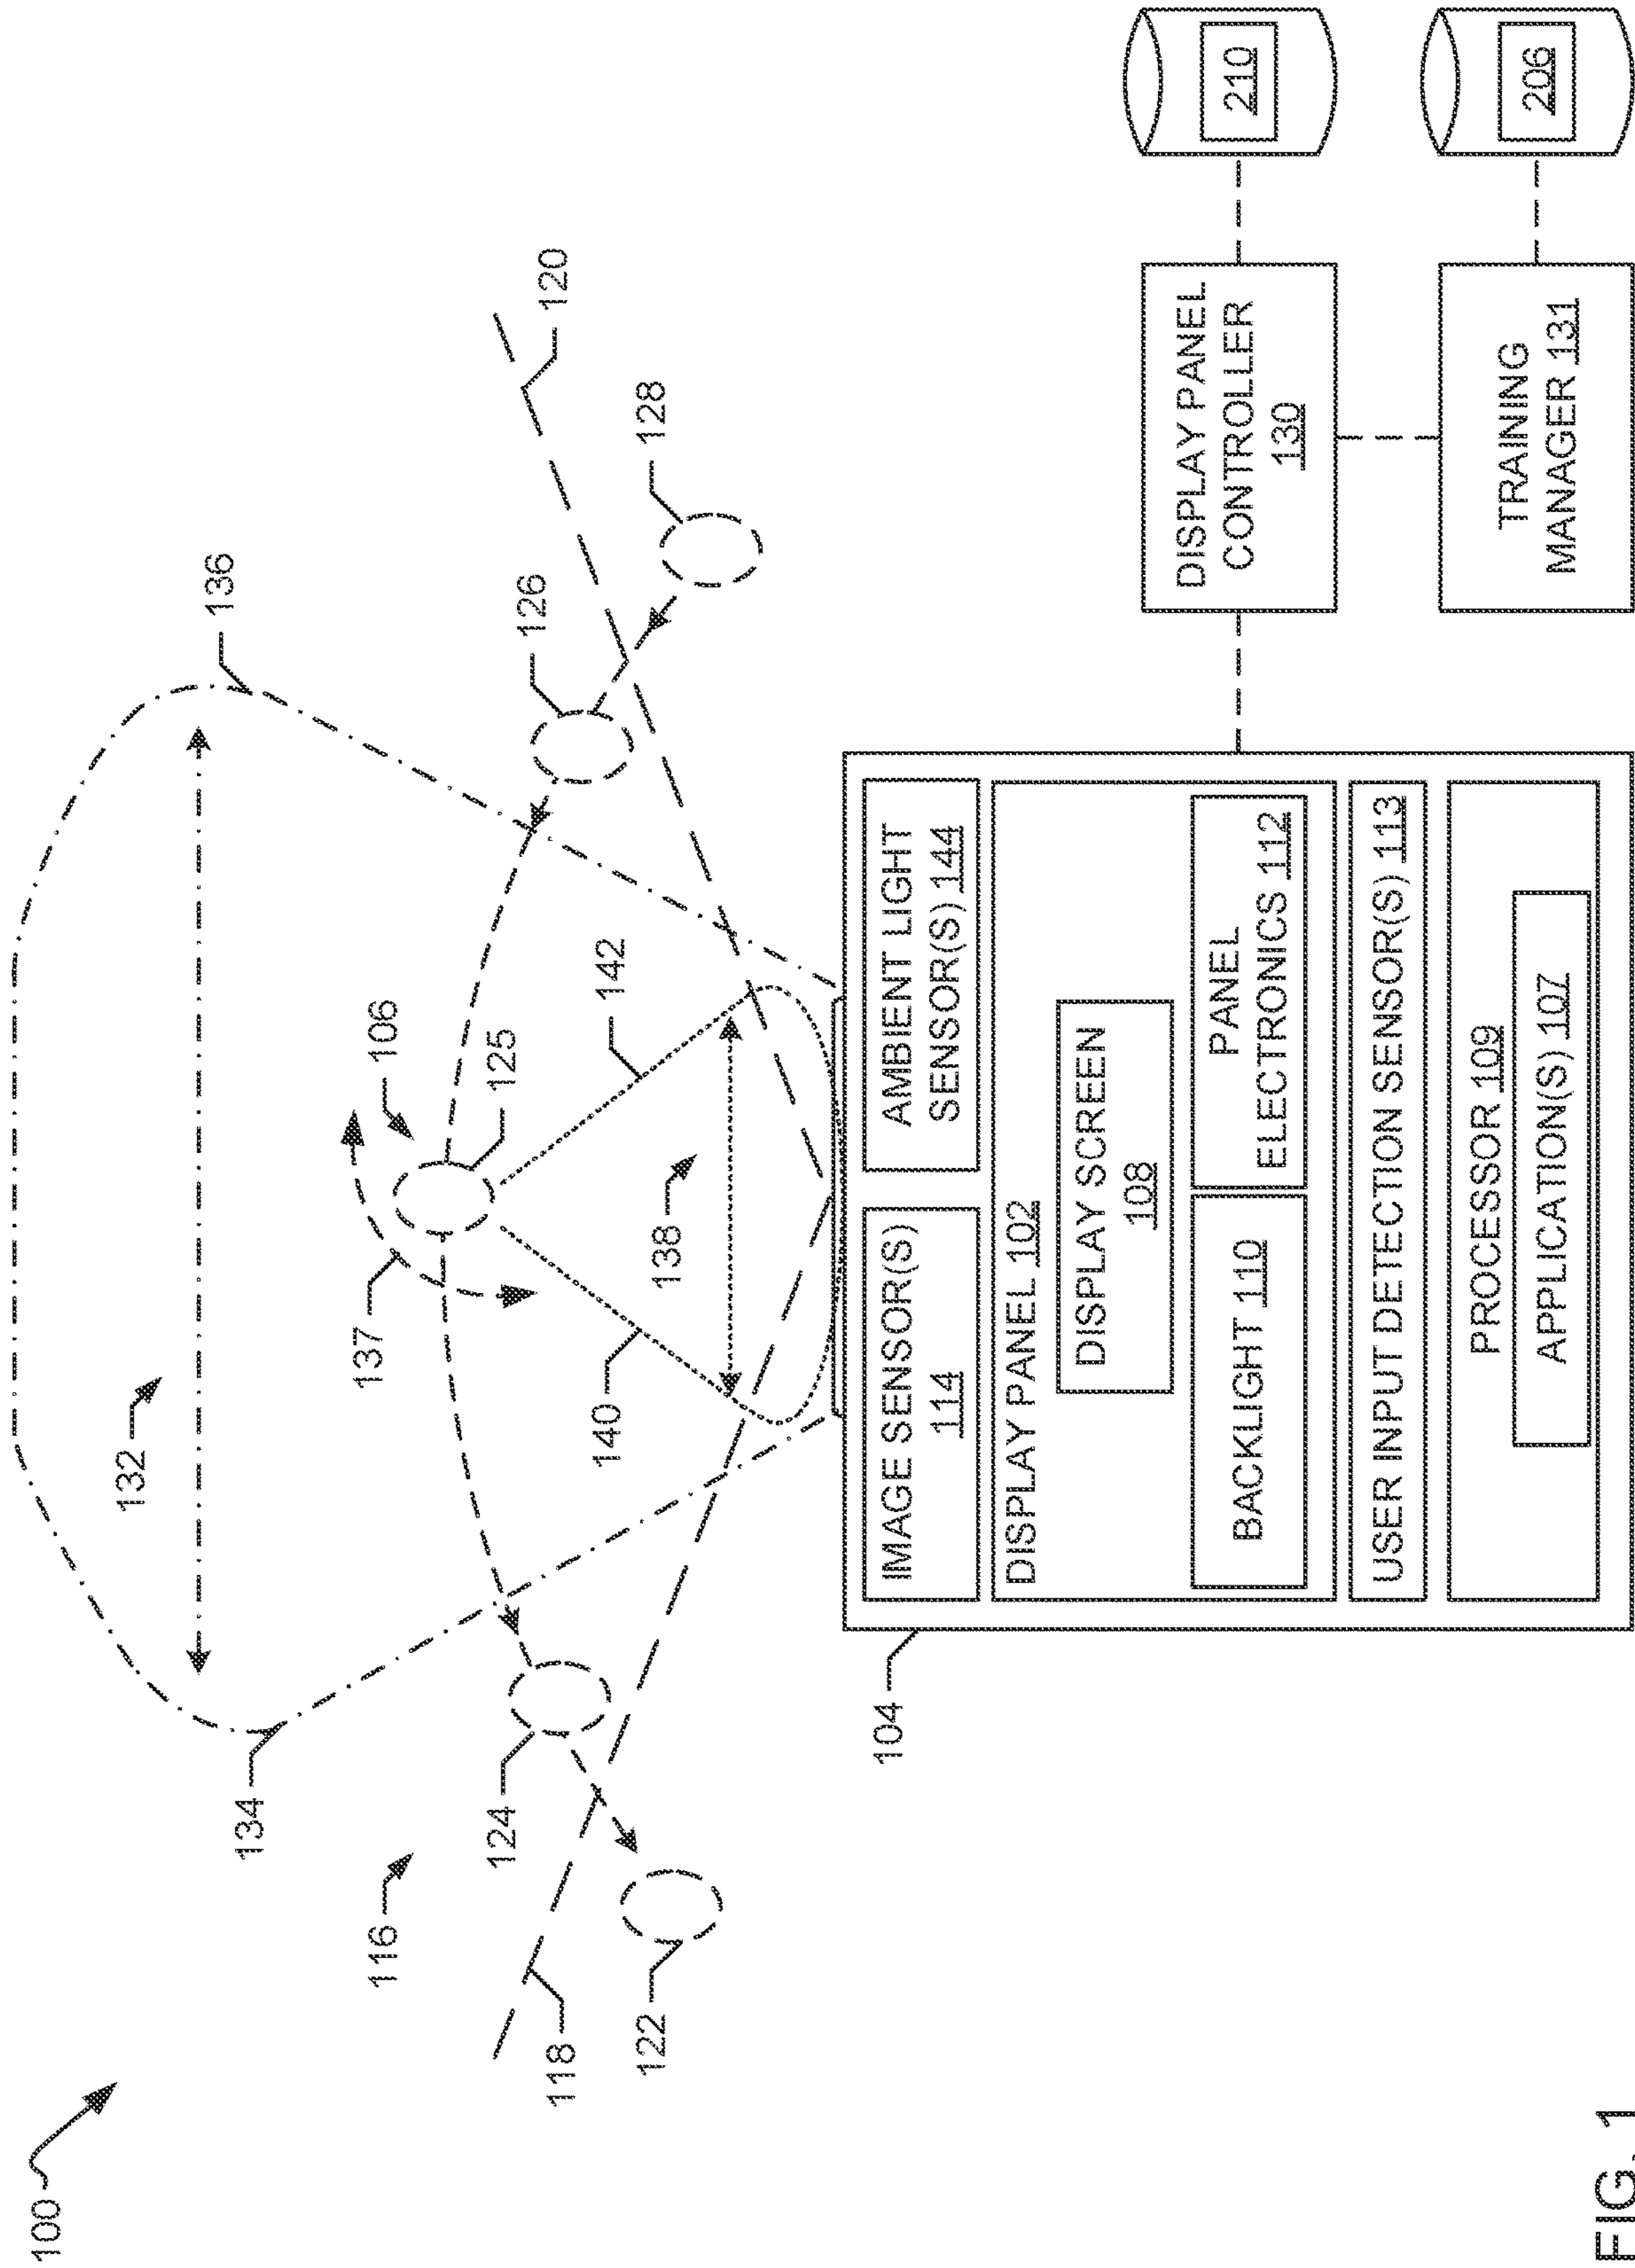 100
132
134
136
116
137
106
125
118
122
124
126
128
120
140
142
138
104
IMAGE SENSOR(S)
114
AMBIENT LIGHT
SENSOR(S) 144
DISPLAY PANEL 102
DISPLAY SCREEN
108
BACKLIGHT 110
PANEL
ELECTRONICS 112
USER INPUT DETECTION SENSOR(S) 113
PROCESSOR 109
APPLICATION(S) 107
DISPLAY PANEL
CONTROLLER
130
210
TRAINING
MANAGER 131
206
FIG. 1